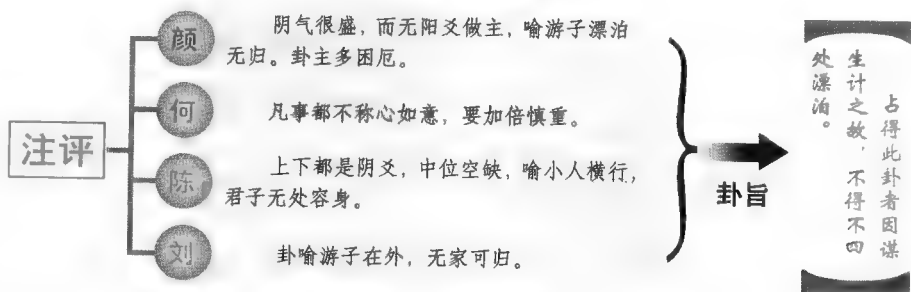 注评
颜
阴气很盛，而无阳爻做主，喻游子漂泊
无归。卦主多困厄。
何
凡事都不称心如意，要加倍慎重。
陈
上下都是阴爻，中位空缺，喻小人横行，
君子无处容身。
刘
卦喻游子在外，无家可归。
卦旨
占得此卦者因谋
生计之故，不得不四
处漂泊。